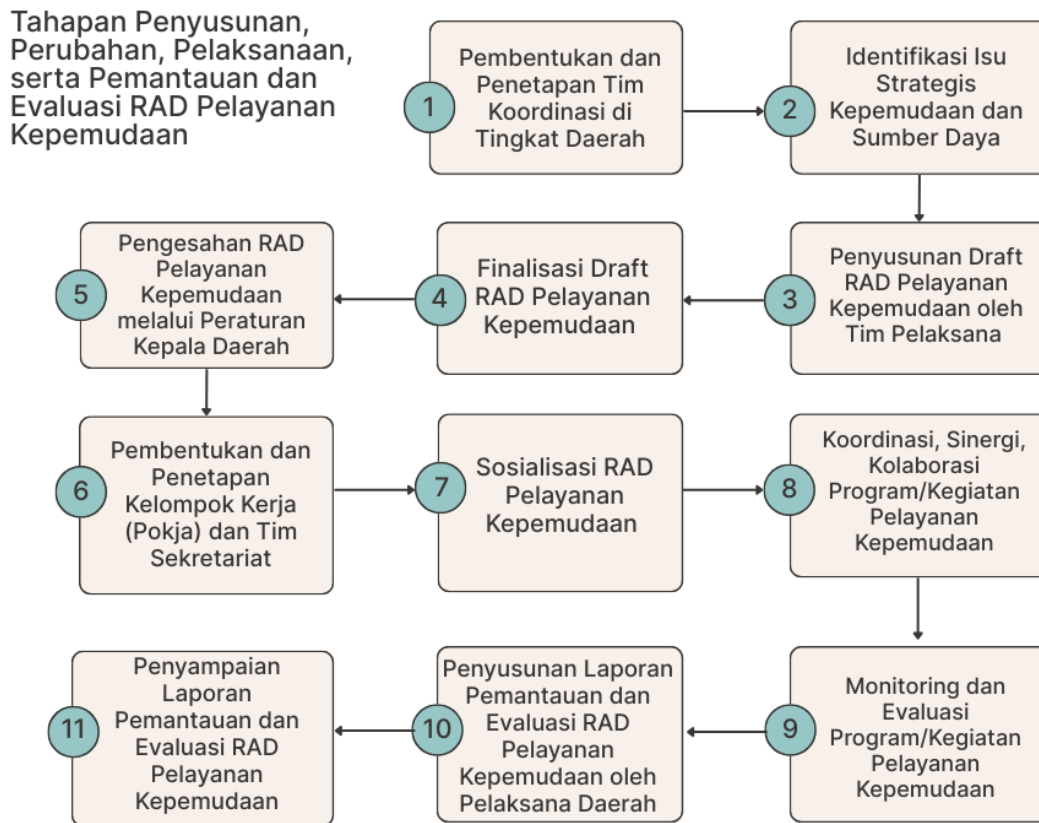 Tahapan Penyusunan,
Perubahan, Pelaksanaan,
serta Pemantauan dan
Evaluasi RAD Pelayanan
Kepemudaan
1
Pembentukan dan
Penetapan Tim
Koordinasi di
Tingkat Daerah
2
Identifikasi Isu
Strategis
Kepemudaan dan
Sumber Daya
3
Penyusunan Draft
RAD Pelayanan
Kepemudaan oleh
Tim Pelaksana
4
Finalisasi Draft
RAD Pelayanan
Kepemudaan
5
Pengesahan RAD
Pelayanan
Kepemudaan
melalui Peraturan
Kepala Daerah
6
Pembentukan dan
Penetapan
Kelompok Kerja
(Pokja) dan Tim
Sekretariat
7
Sosialisasi RAD
Pelayanan
Kepemudaan
8
Koordinasi, Sinergi,
Kolaborasi
Program/Kegiatan
Pelayanan
Kepemudaan
9
Monitoring dan
Evaluasi
Program/Kegiatan
Pelayanan
Kepemudaan
10
Penyusunan Laporan
Pemantauan dan
Evaluasi RAD
Pelayanan
Kepemudaan oleh
Pelaksana Daerah
11
Penyampaian
Laporan
Pemantauan dan
Evaluasi RAD
Pelayanan
Kepemudaan